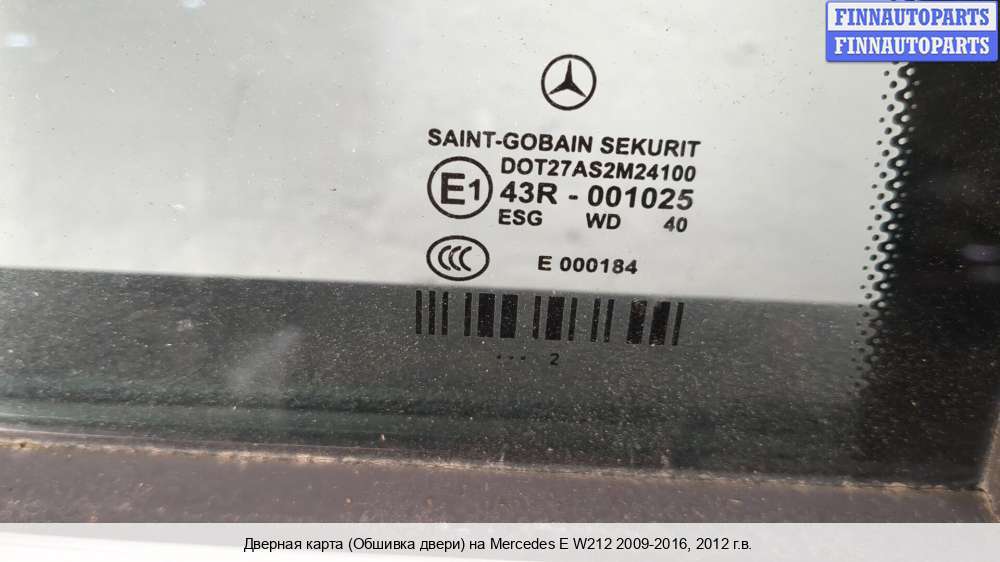 FINNAUTOPARTS
FINNAUTOPARTS
SAINT-GOBAIN SEKURIT
DOT27AS2M24100
E1 43R - 001025
ESG WD 40
CCC E 000184
... 2
Дверная карта (Обшивка двери) на Mercedes E W212 2009-2016, 2012 г.в.